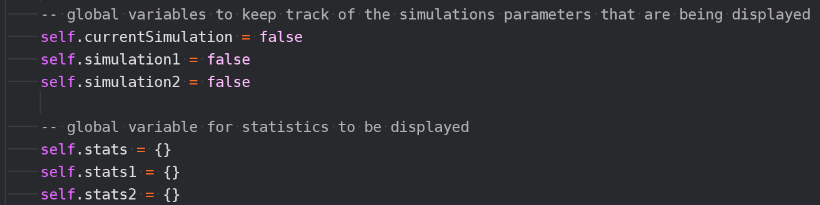 -- global variables to keep track of the simulations parameters that are being displayed
self.currentSimulation = false
self.simulation1 = false
self.simulation2 = false
-- global variable for statistics to be displayed
self.stats = {}
self.stats1 = {}
self.stats2 = {}